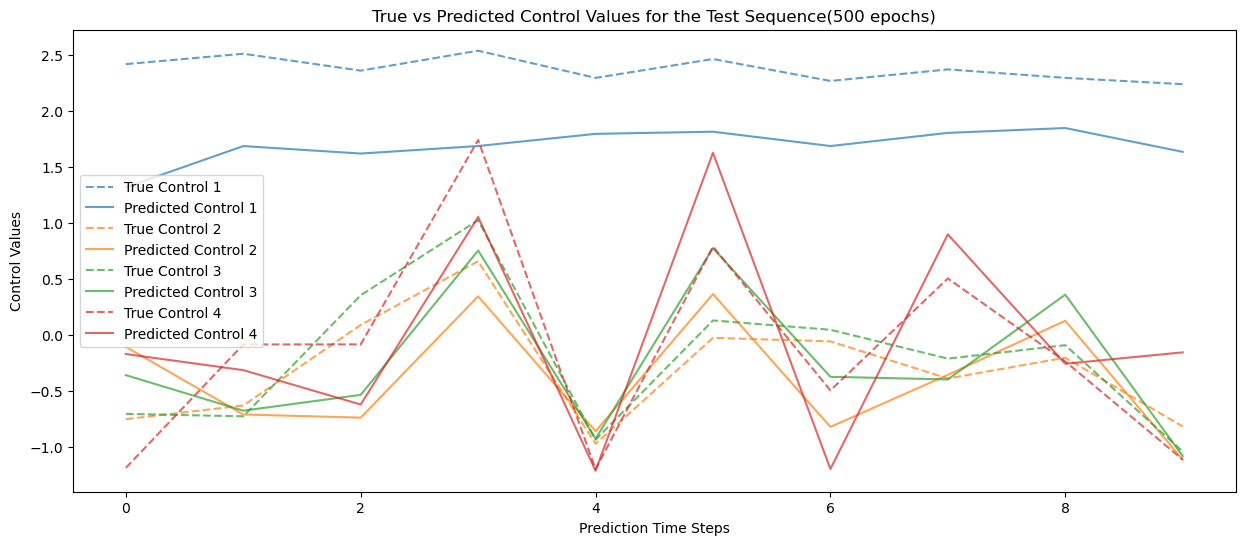 True vs Predicted Control Values for the Test Sequence(500 epochs)
Control Values
2.5
2.0
1.5
1.0
0.5
0.0
−0.5
−1.0
True Control 1
Predicted Control 1
True Control 2
Predicted Control 2
True Control 3
Predicted Control 3
True Control 4
Predicted Control 4
0 2 4 6 8
Prediction Time Steps